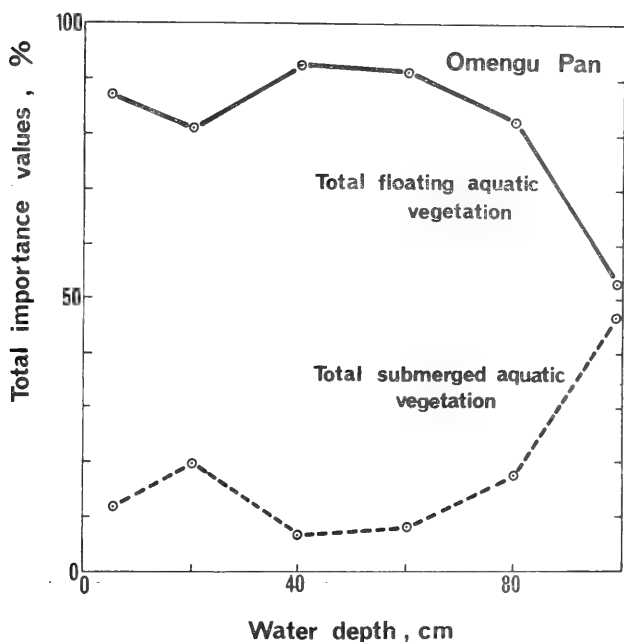 100
Omengu Pan
Total importance values, %
Total floating aquatic
vegetation
50
Total submerged aquatic
vegetation
0
0
40
60
80
Water depth, cm